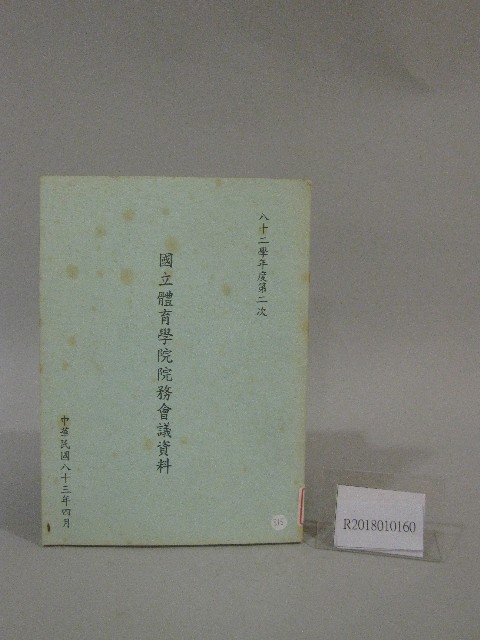 八十二學年度第二次
國立體育學院院務會議資料
中華民國八十三年四月
R2018010160